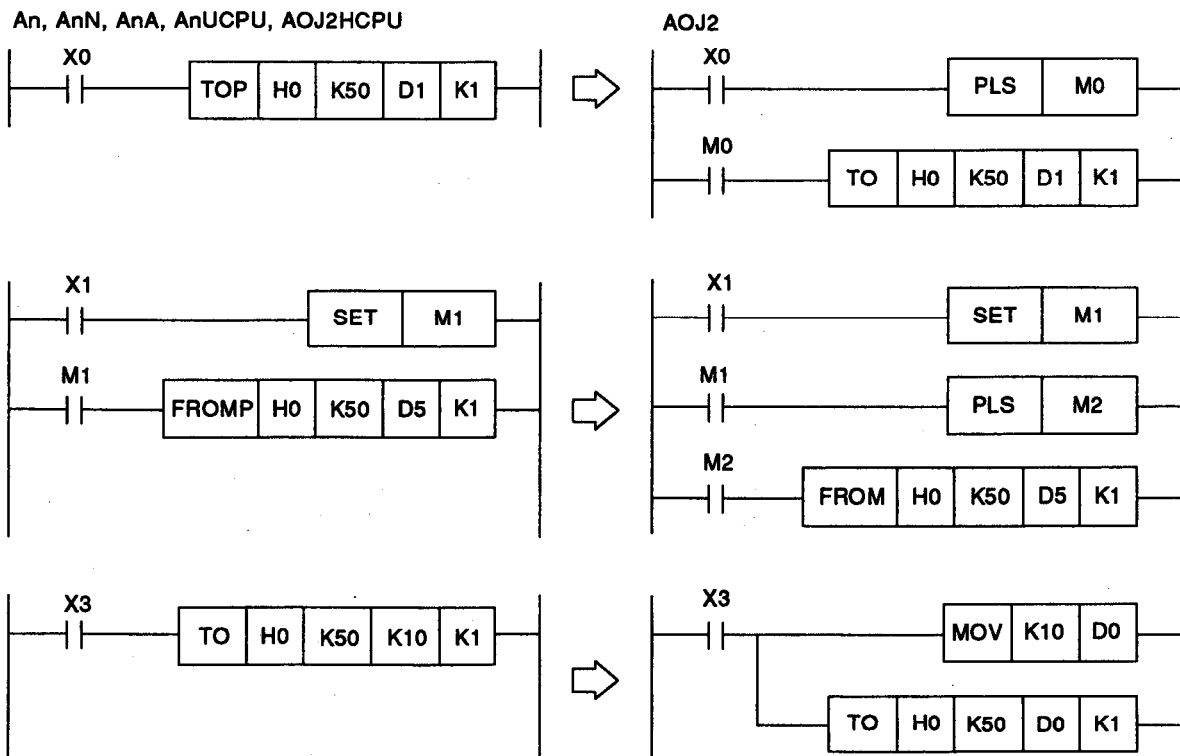 An, AnN, AnA, AnUCPU, AOJ2HCPU
X0
TOP H0 K50 D1 K1
AOJ2
X0
PLS M0
M0
TO H0 K50 D1 K1
X1
SET M1
M1
FROMP H0 K50 D5 K1
X1
SET M1
M1
PLS M2
M2
FROM H0 K50 D5 K1
X3
TO H0 K50 K10 K1
X3
MOV K10 D0
TO H0 K50 D0 K1